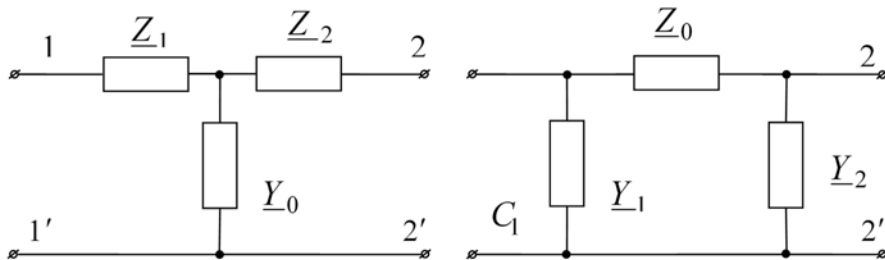 1 Z₁ Z₂ 2
Y₀
1′ 2′
Z₀
2
C₁ Y₁ Y₂
2′